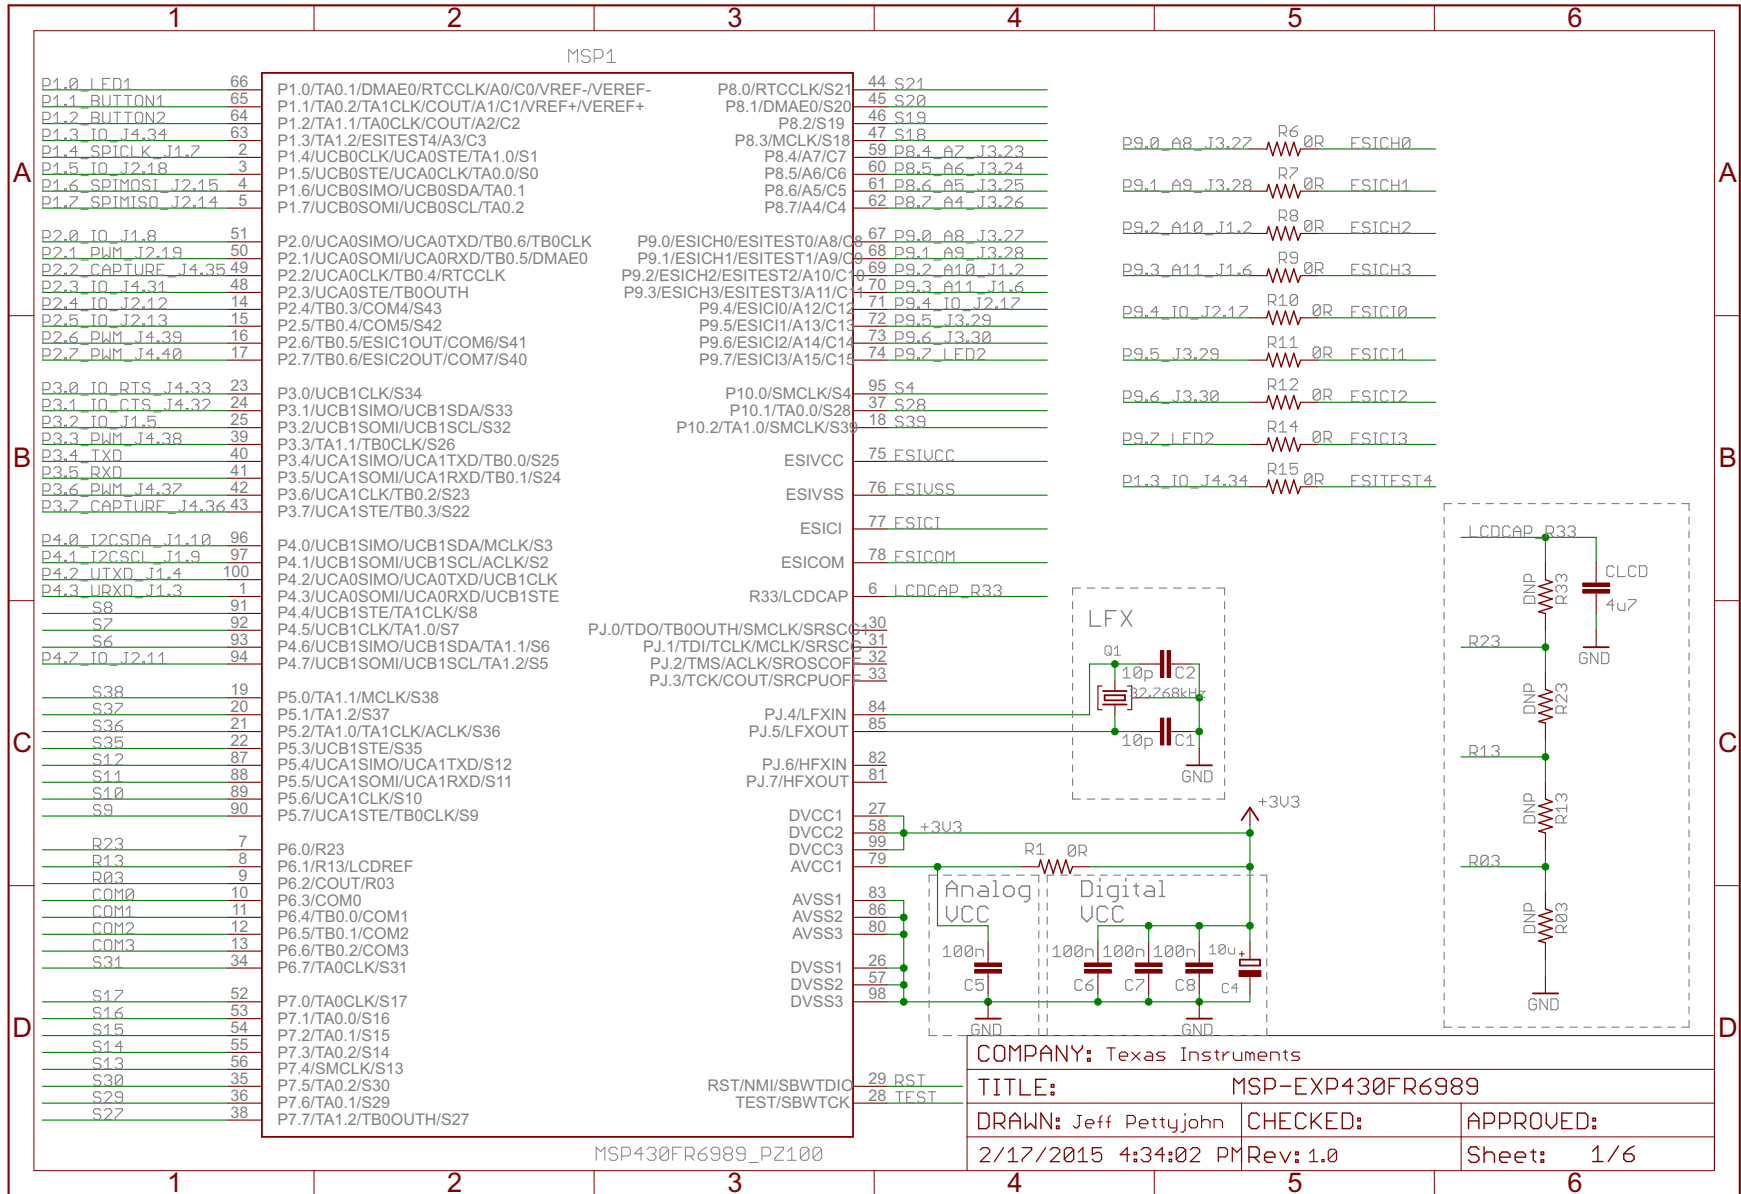 1 2 3 4 5 6
MSP1
P1.0_LED1 66 P1.0/TA0.1/DMAE0/RTCCLK/A0/C0/VREF-/VEREF-
P1.1_BUTTON1 65 P1.1/TA0.2/TA1CLK/COUT/A1/C1/VREF+/VEREF+
P1.2_BUTTON2 64 P1.2/TA1.1/TA0CLK/COUT/A2/C2
P1.3_IO_J4.34 63 P1.3/TA1.2/ESITEST4/A3/C3
P1.4_SPICLK_J1.7 2 P1.4/UCB0CLK/UCA0STE/TA1.0/S1
P1.5_IO_J2.18 3 P1.5/UCB0STE/UCA0CLK/TA0.0/S0
P1.6_SPIMOSI_J2.15 4 P1.6/UCB0SIMO/UCB0SDA/TA0.1
P1.7_SPIMISO_J2.14 5 P1.7/UCB0SOMI/UCB0SCL/TA0.2
P2.0_IO_J1.8 51 P2.0/UCA0SIMO/UCA0TXD/TB0.6/TB0CLK
P2.1_PWM_J2.19 50 P2.1/UCA0SOMI/UCA0RXD/TB0.5/DMAE0
P2.2_CAPTURE_J4.35 49 P2.2/UCA0CLK/TB0.4/RTCCLK
P2.3_IO_J4.31 48 P2.3/UCA0STE/TB0OUTH
P2.4_IO_J2.12 14 P2.4/TB0.3/COM4/S43
P2.5_IO_J2.13 15 P2.5/TB0.4/COM5/S42
P2.6_PWM_J4.39 16 P2.6/TB0.5/ESIC1OUT/COM6/S41
P2.7_PWM_J4.40 17 P2.7/TB0.6/ESIC2OUT/COM7/S40
P3.0_IO_RTS_J4.33 23 P3.0/UCB1CLK/S34
P3.1_IO_CTS_J4.32 24 P3.1/UCB1SIMO/UCB1SDA/S33
P3.2_IO_J1.5 25 P3.2/UCB1SOMI/UCB1SCL/S32
P3.3_PWM_J4.38 39 P3.3/TA1.1/TB0CLK/S26
P3.4_TXD 40 P3.4/UCA1SIMO/UCA1TXD/TB0.0/S25
P3.5_RXD 41 P3.5/UCA1SOMI/UCA1RXD/TB0.1/S24
P3.6_PWM_J4.37 42 P3.6/UCA1CLK/TB0.2/S23
P3.7_CAPTURE_J4.36 43 P3.7/UCA1STE/TB0.3/S22
P4.0_I2CSDA_J1.10 96 P4.0/UCB1SIMO/UCB1SDA/MCLK/S3
P4.1_I2CSCL_J1.9 97 P4.1/UCB1SOMI/UCB1SCL/ACLK/S2
P4.2_UTXD_J1.4 100 P4.2/UCA0SIMO/UCA0TXD/UCB1CLK
P4.3_URXD_J1.3 1 P4.3/UCA0SOMI/UCA0RXD/UCB1STE
S8 91 P4.4/UCB1STE/TA1CLK/S8
S7 92 P4.5/UCB1CLK/TA1.0/S7
S6 93 P4.6/UCB1SIMO/UCB1SDA/TA1.1/S6
P4.7_IO_J2.11 94 P4.7/UCB1SOMI/UCB1SCL/TA1.2/S5
S38 19 P5.0/TA1.1/MCLK/S38
S37 20 P5.1/TA1.2/S37
S36 21 P5.2/TA1.0/TA1CLK/ACLK/S36
S35 22 P5.3/UCB1STE/S35
S12 87 P5.4/UCA1SIMO/UCA1TXD/S12
S11 88 P5.5/UCA1SOMI/UCA1RXD/S11
S10 89 P5.6/UCA1CLK/S10
S9 90 P5.7/UCA1STE/TB0CLK/S9
R23 7 P6.0/R23
R13 8 P6.1/R13/LCDREF
R03 9 P6.2/COUT/R03
COM0 10 P6.3/COM0
COM1 11 P6.4/TB0.0/COM1
COM2 12 P6.5/TB0.1/COM2
COM3 13 P6.6/TB0.2/COM3
S31 34 P6.7/TA0CLK/S31
S17 52 P7.0/TA0CLK/S17
S16 53 P7.1/TA0.0/S16
S15 54 P7.2/TA0.1/S15
S14 55 P7.3/TA0.2/S14
S13 56 P7.4/SMCLK/S13
S30 35 P7.5/TA0.2/S30
S29 36 P7.6/TA0.1/S29
S27 38 P7.7/TA1.2/TB0OUTH/S27
P8.0/RTCCLK/S21 44 S21
P8.1/DMAE0/S20 45 S20
P8.2/S19 46 S19
P8.3/MCLK/S18 47 S18
P8.4/A7/C7 59 P8.4_A7_J3.23
P8.5/A6/C6 60 P8.5_A6_J3.24
P8.6/A5/C5 61 P8.6_A5_J3.25
P8.7/A4/C4 62 P8.7_A4_J3.26
P9.0/ESICH0/ESITEST0/A8/C8 67 P9.0_A8_J3.27
P9.1/ESICH1/ESITEST1/A9/C9 68 P9.1_A9_J3.28
P9.2/ESICH2/ESITEST2/A10/C10 69 P9.2_A10_J1.2
P9.3/ESICH3/ESITEST3/A11/C11 70 P9.3_A11_J1.6
P9.4/ESICI0/A12/C12 71 P9.4_IO_J2.17
P9.5/ESICI1/A13/C13 72 P9.5_J3.29
P9.6/ESICI2/A14/C14 73 P9.6_J3.30
P9.7/ESICI3/A15/C15 74 P9.7_LED2
P10.0/SMCLK/S4 95 S4
P10.1/TA0.0/S28 37 S28
P10.2/TA1.0/SMCLK/S39 18 S39
ESIVCC 75 ESIVCC
ESIVSS 76 ESIVSS
ESICI 77 ESICI
ESICOM 78 ESICOM
R33/LCDCAP 6 LCDCAP_R33
PJ.0/TDO/TB0OUTH/SMCLK/SRSCG1 30
PJ.1/TDI/TCLK/MCLK/SRSCG 31
PJ.2/TMS/ACLK/SROSCOFF 32
PJ.3/TCK/COUT/SRCPUOFF 33
PJ.4/LFXIN 84
PJ.5/LFXOUT 85
PJ.6/HFXIN 82
PJ.7/HFXOUT 81
DVCC1 27
DVCC2 58 +3V3
DVCC3 99
AVCC1 79
AVSS1 83
AVSS2 86
AVSS3 80
DVSS1 26
DVSS2 57
DVSS3 98
RST/NMI/SBWTDIO 29 RST
TEST/SBWTCK 28 TEST
MSP430FR6989_PZ100
P9.0_A8_J3.27 R6 0R ESICH0
P9.1_A9_J3.28 R7 0R ESICH1
P9.2_A10_J1.2 R8 0R ESICH2
P9.3_A11_J1.6 R9 0R ESICH3
P9.4_IO_J2.17 R10 0R ESICI0
P9.5_J3.29 R11 0R ESICI1
P9.6_J3.30 R12 0R ESICI2
P9.7_LED2 R14 0R ESICI3
P1.3_IO_J4.34 R15 0R ESITEST4
LFX
Q1
10p C2
32.768kHz
10p C1
GND
+3V3
R1 0R
Analog VCC
100n C5
GND
Digital VCC
100n C6
100n C7
100n C8
10u + C4
GND
LCDCAP_R33
DNP R33
CLCD
4u7
GND
R23
DNP R23
R13
DNP R13
R03
DNP R03
GND
A A
B B
C C
D D
COMPANY: Texas Instruments
TITLE: MSP-EXP430FR6989
DRAWN: Jeff Pettyjohn CHECKED: APPROVED:
2/17/2015 4:34:02 PM Rev: 1.0 Sheet: 1/6
1 2 3 4 5 6